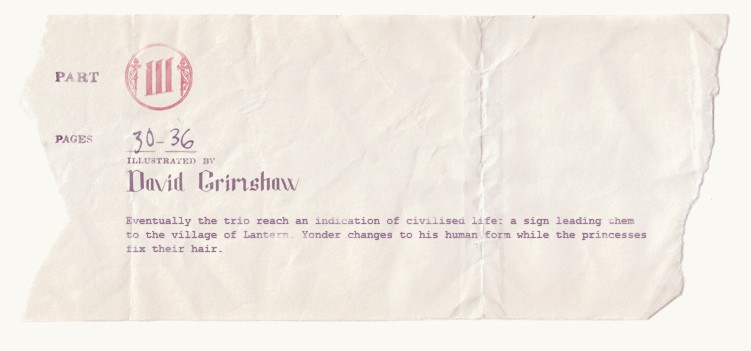 PART III
PAGES 30-36
ILLUSTRATED BY
David Grimshaw
Eventually the trio reach an indication of civilised life: a sign leading them
to the village of Lantern. Yonder changes to his human form while the princesses
fix their hair.